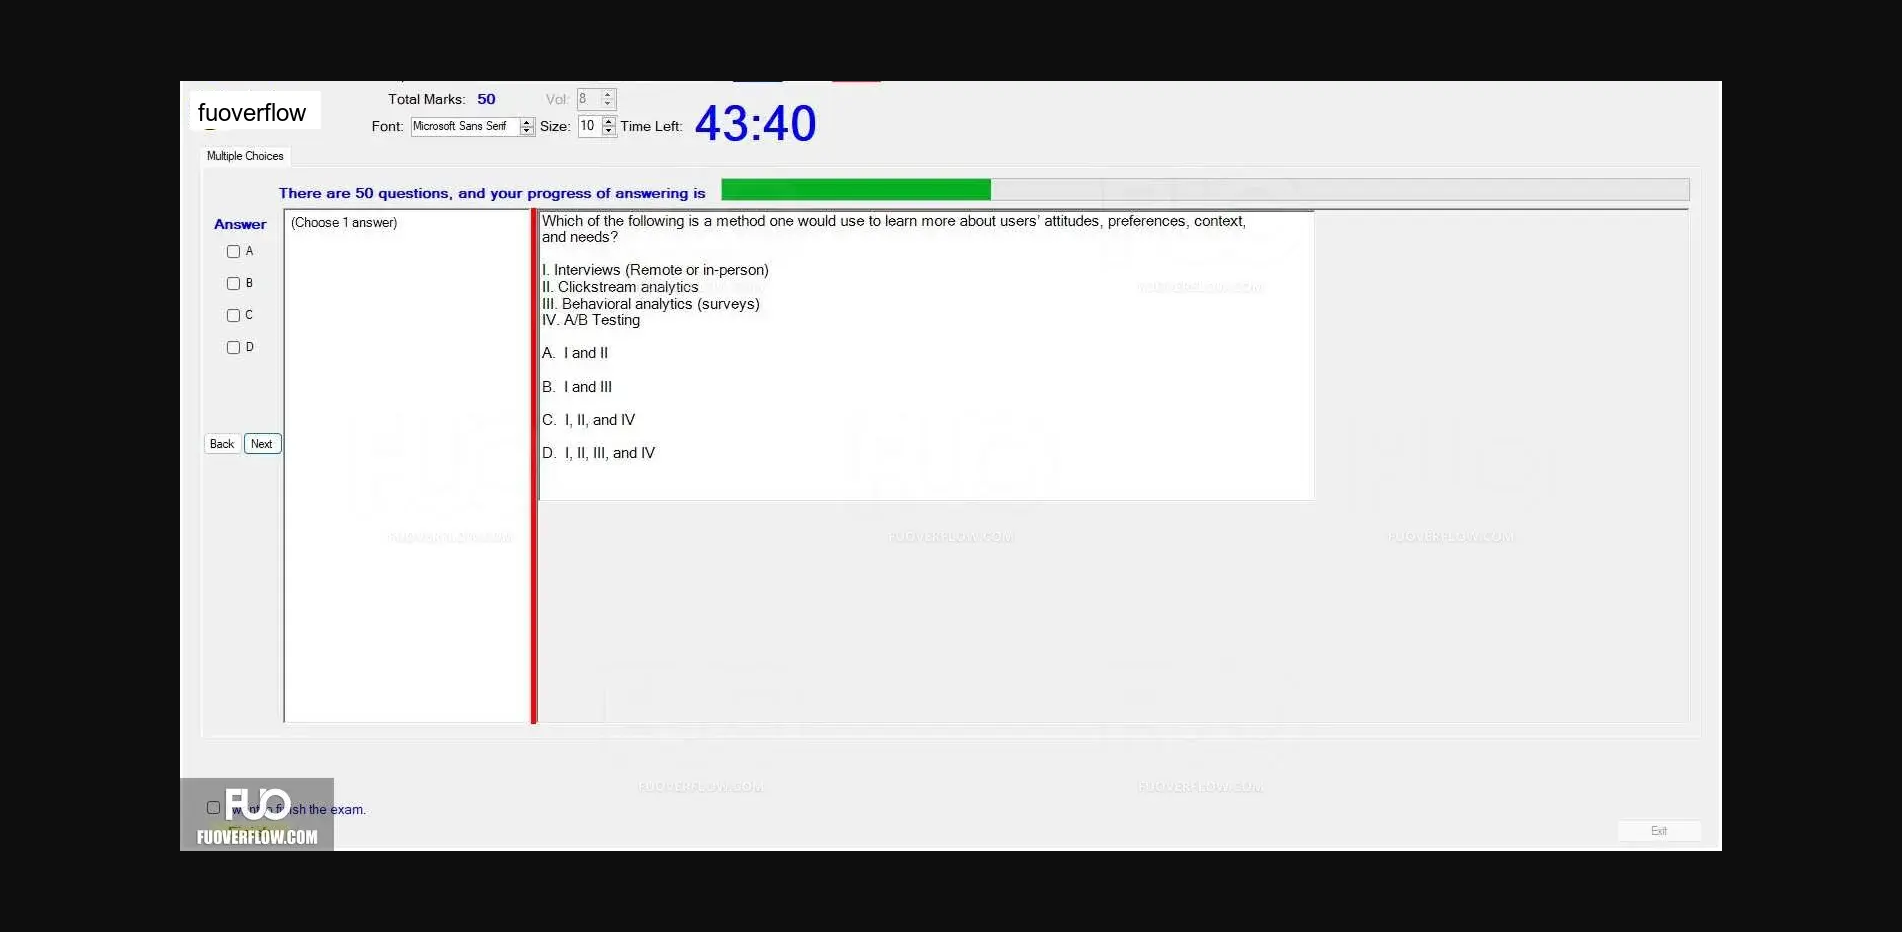 fuoverflow
Total Marks: 50 Vol: 8
Font: Microsoft Sans Serif Size: 10 Time Left: 43:40
Multiple Choices
There are 50 questions, and your progress of answering is
Answer
(Choose 1 answer)
A
B
C
D
Back Next
Which of the following is a method one would use to learn more about users' attitudes, preferences, context,
and needs?
I. Interviews (Remote or in-person)
II. Clickstream analytics
III. Behavioral analytics (surveys)
IV. A/B Testing
A. I and II
B. I and III
C. I, II, and IV
D. I, II, III, and IV
FUOVERFLOW.COM
FUOVERFLOW.COM
FUOVERFLOW.COM
FUOVERFLOW.COM
FUOVERFLOW.COM
FUOVERFLOW.COM
FUO
want to finish the exam.
FUOVERFLOW.COM
Exit